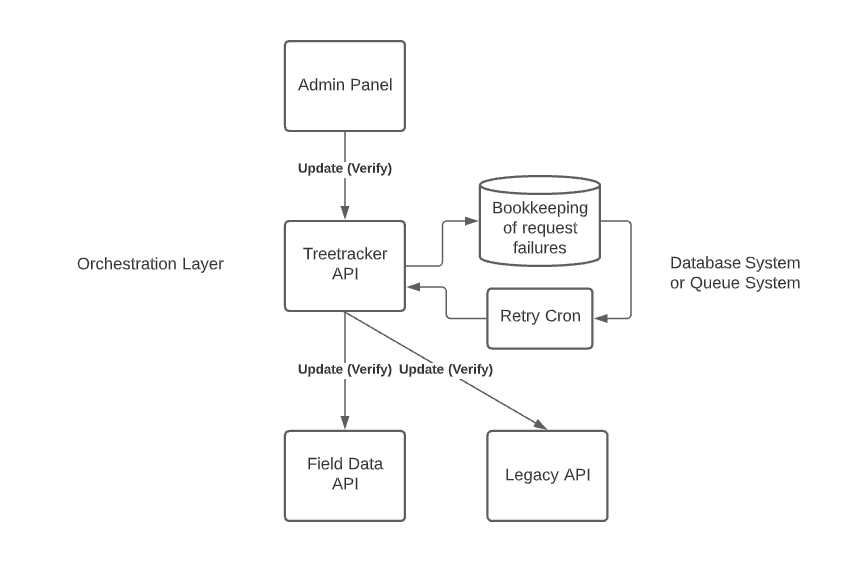 Admin Panel
Update (Verify)
Bookkeeping
of request
failures
Treetracker
API
Orchestration Layer
Database System
or Queue System
Retry Cron
Update (Verify)
Update (Verify)
Field Data
API
Legacy API